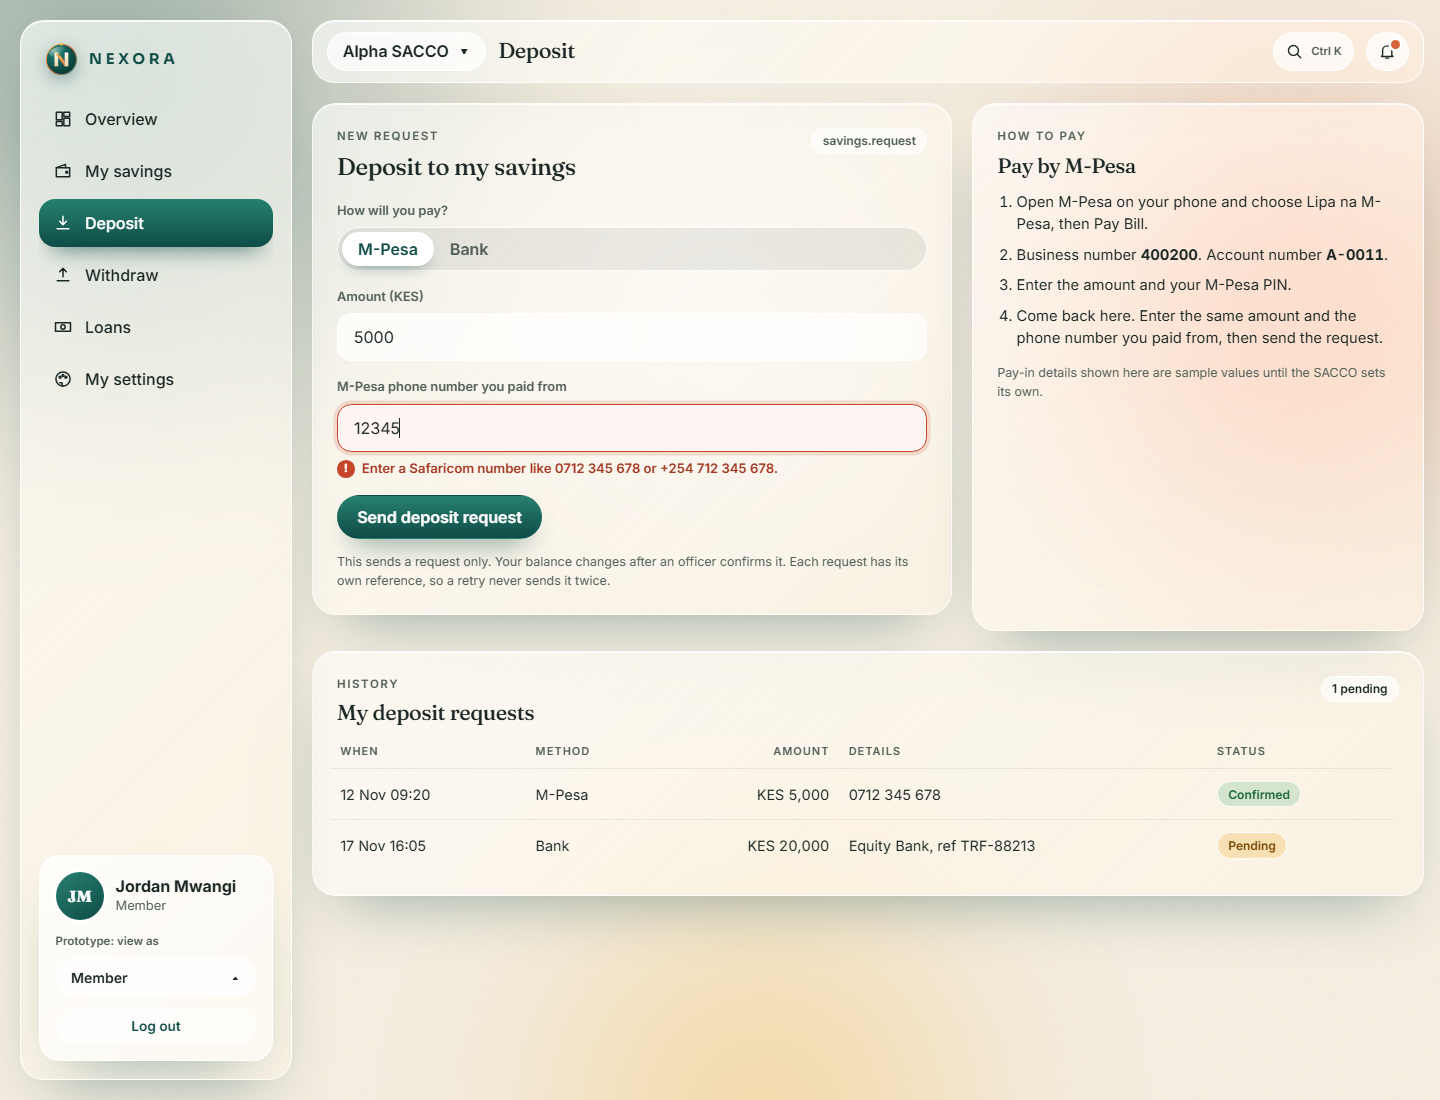 NEXORA
Overview
My savings
Deposit
Withdraw
Loans
My settings
JM
Jordan Mwangi
Member
Prototype: view as
Member
Log out
Alpha SACCO
Deposit
Ctrl K
NEW REQUEST
savings.request
Deposit to my savings
How will you pay?
M-Pesa
Bank
Amount (KES)
5000
M-Pesa phone number you paid from
12345
! Enter a Safaricom number like 0712 345 678 or +254 712 345 678.
Send deposit request
This sends a request only. Your balance changes after an officer confirms it. Each request has its
own reference, so a retry never sends it twice.
HOW TO PAY
Pay by M-Pesa
1. Open M-Pesa on your phone and choose Lipa na M-
Pesa, then Pay Bill.
2. Business number 400200. Account number A-0011.
3. Enter the amount and your M-Pesa PIN.
4. Come back here. Enter the same amount and the
phone number you paid from, then send the request.
Pay-in details shown here are sample values until the SACCO sets
its own.
HISTORY
1 pending
My deposit requests
WHEN METHOD AMOUNT DETAILS STATUS
12 Nov 09:20 M-Pesa KES 5,000 0712 345 678 Confirmed
17 Nov 16:05 Bank KES 20,000 Equity Bank, ref TRF-88213 Pending